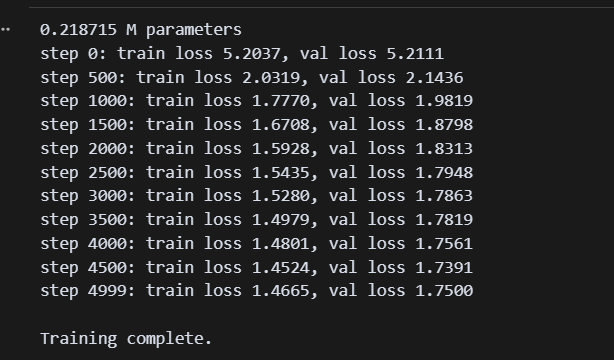 0.218715 M parameters
step 0: train loss 5.2037, val loss 5.2111
step 500: train loss 2.0319, val loss 2.1436
step 1000: train loss 1.7770, val loss 1.9819
step 1500: train loss 1.6708, val loss 1.8798
step 2000: train loss 1.5928, val loss 1.8313
step 2500: train loss 1.5435, val loss 1.7948
step 3000: train loss 1.5280, val loss 1.7863
step 3500: train loss 1.4979, val loss 1.7819
step 4000: train loss 1.4801, val loss 1.7561
step 4500: train loss 1.4524, val loss 1.7391
step 4999: train loss 1.4665, val loss 1.7500
Training complete.